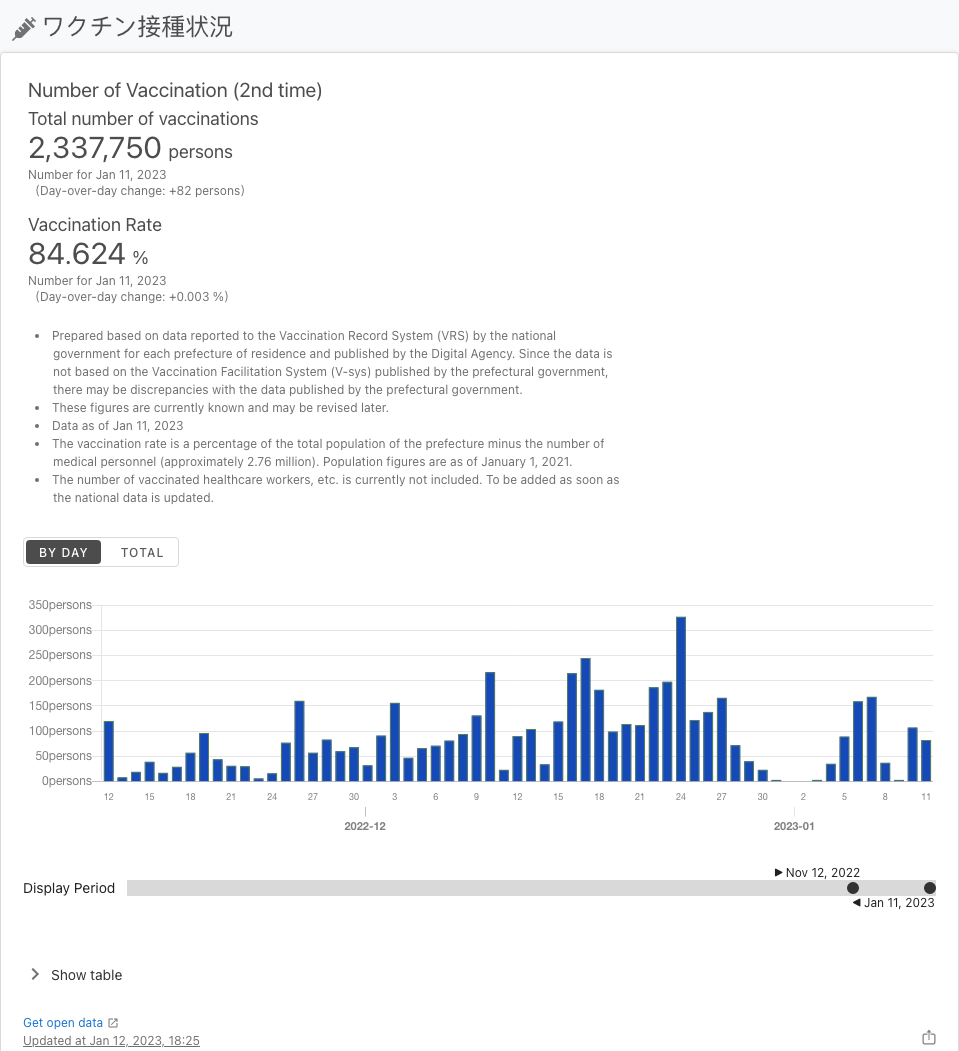 ワクチン接種状況
Number of Vaccination (2nd time)
Total number of vaccinations
2,337,750 persons
Number for Jan 11, 2023
(Day-over-day change: +82 persons)
Vaccination Rate
84.624 %
Number for Jan 11, 2023
(Day-over-day change: +0.003 %)
• Prepared based on data reported to the Vaccination Record System (VRS) by the national
government for each prefecture of residence and published by the Digital Agency. Since the data is
not based on the Vaccination Facilitation System (V-sys) published by the prefectural government,
there may be discrepancies with the data published by the prefectural government.
• These figures are currently known and may be revised later.
• Data as of Jan 11, 2023
• The vaccination rate is a percentage of the total population of the prefecture minus the number of
medical personnel (approximately 2.76 million). Population figures are as of January 1, 2021.
• The number of vaccinated healthcare workers, etc. is currently not included. To be added as soon as
the national data is updated.
BY DAY TOTAL
350persons
300persons
250persons
200persons
150persons
100persons
50persons
0persons
12 15 18 21 24 27 30 3 6 9 12 15 18 21 24 27 30 2 5 8 11
2022-12 2023-01
▶ Nov 12, 2022
Display Period
◀ Jan 11, 2023
Show table
Get open data
Updated at Jan 12, 2023, 18:25